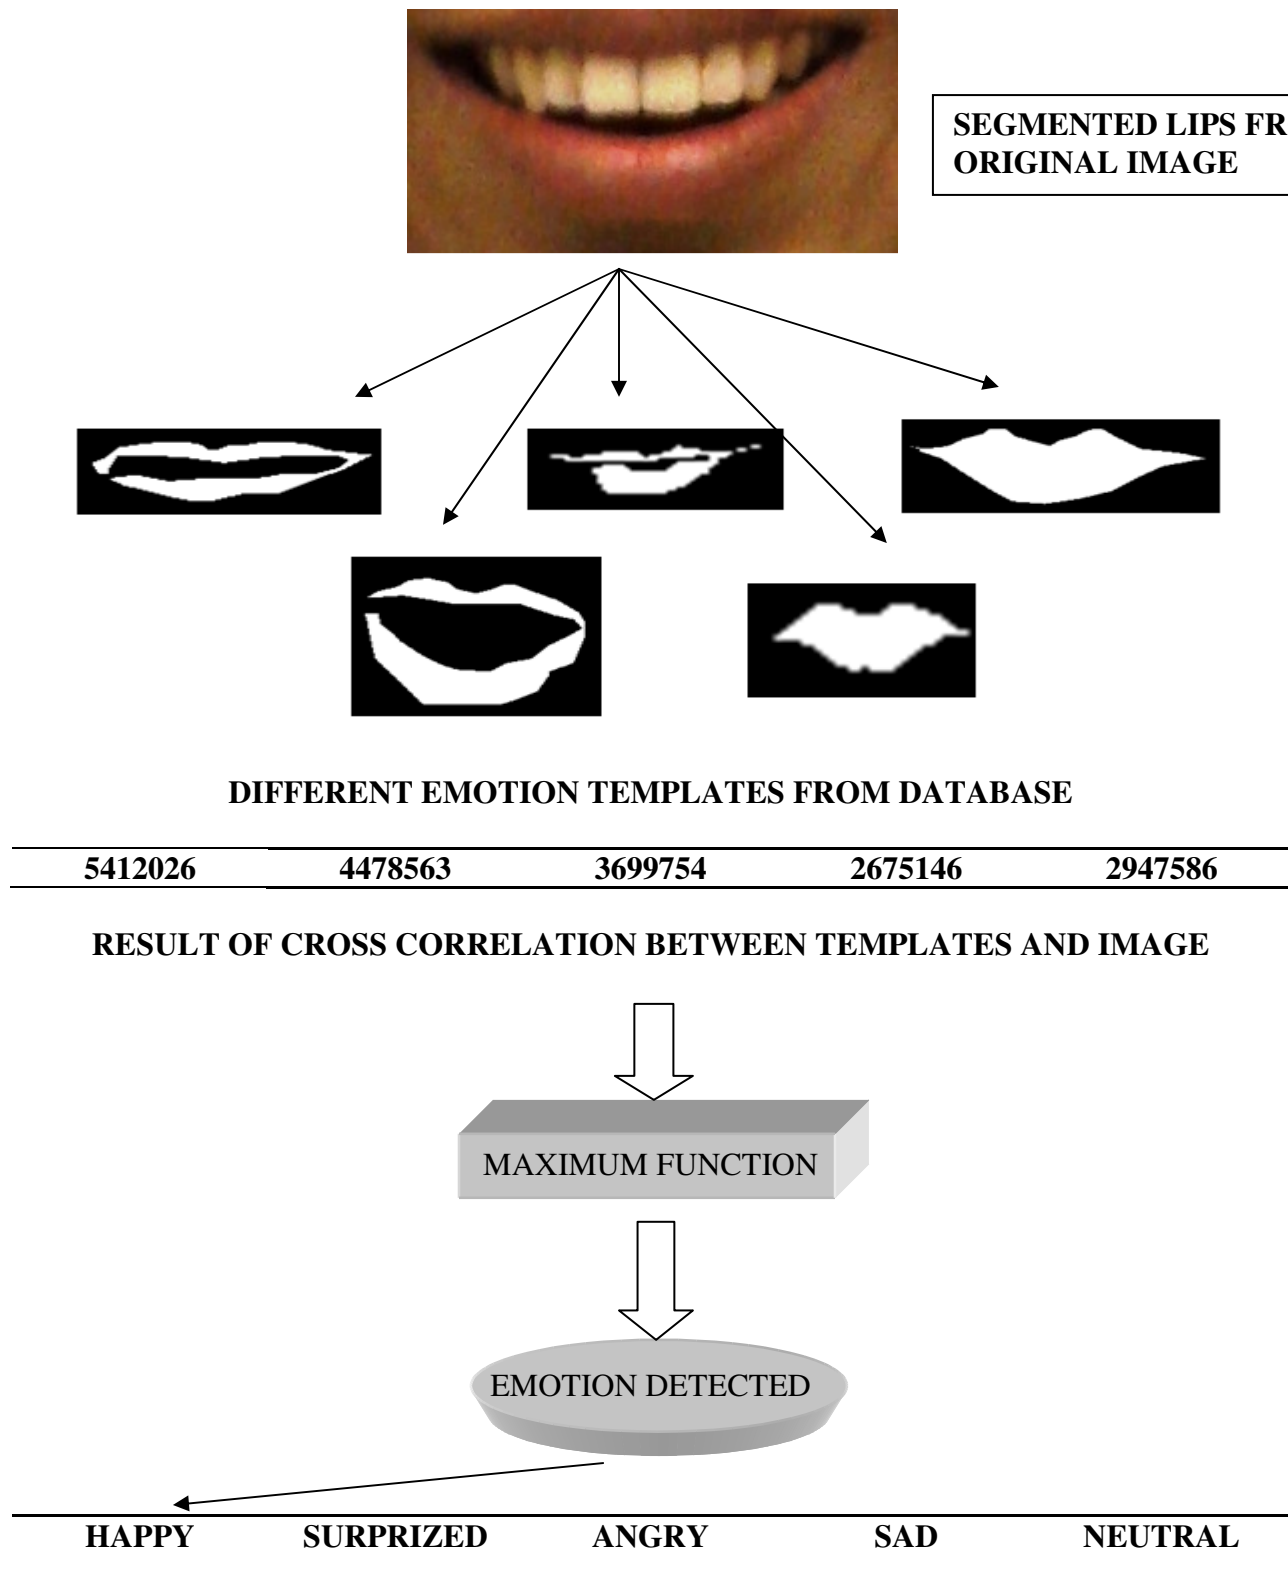 SEGMENTED LIPS FR
ORIGINAL IMAGE
DIFFERENT EMOTION TEMPLATES FROM DATABASE
5412026 4478563 3699754 2675146 2947586
RESULT OF CROSS CORRELATION BETWEEN TEMPLATES AND IMAGE
MAXIMUM FUNCTION
EMOTION DETECTED
HAPPY SURPRIZED ANGRY SAD NEUTRAL